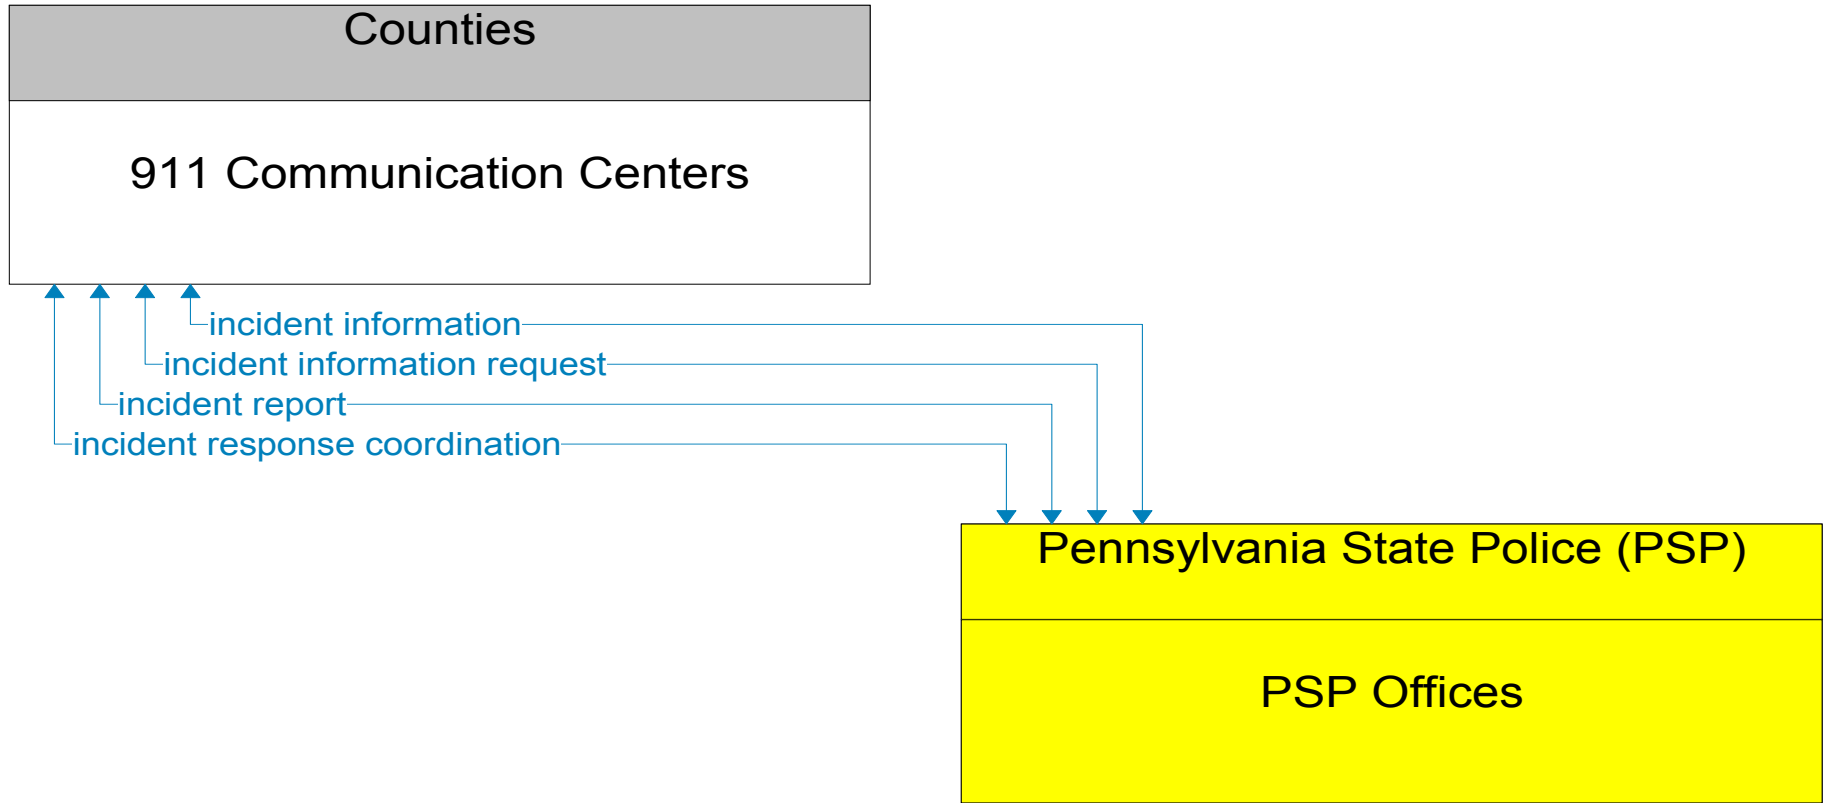 Counties
911 Communication Centers
incident information
incident information request
incident report
incident response coordination
Pennsylvania State Police (PSP)
PSP Offices